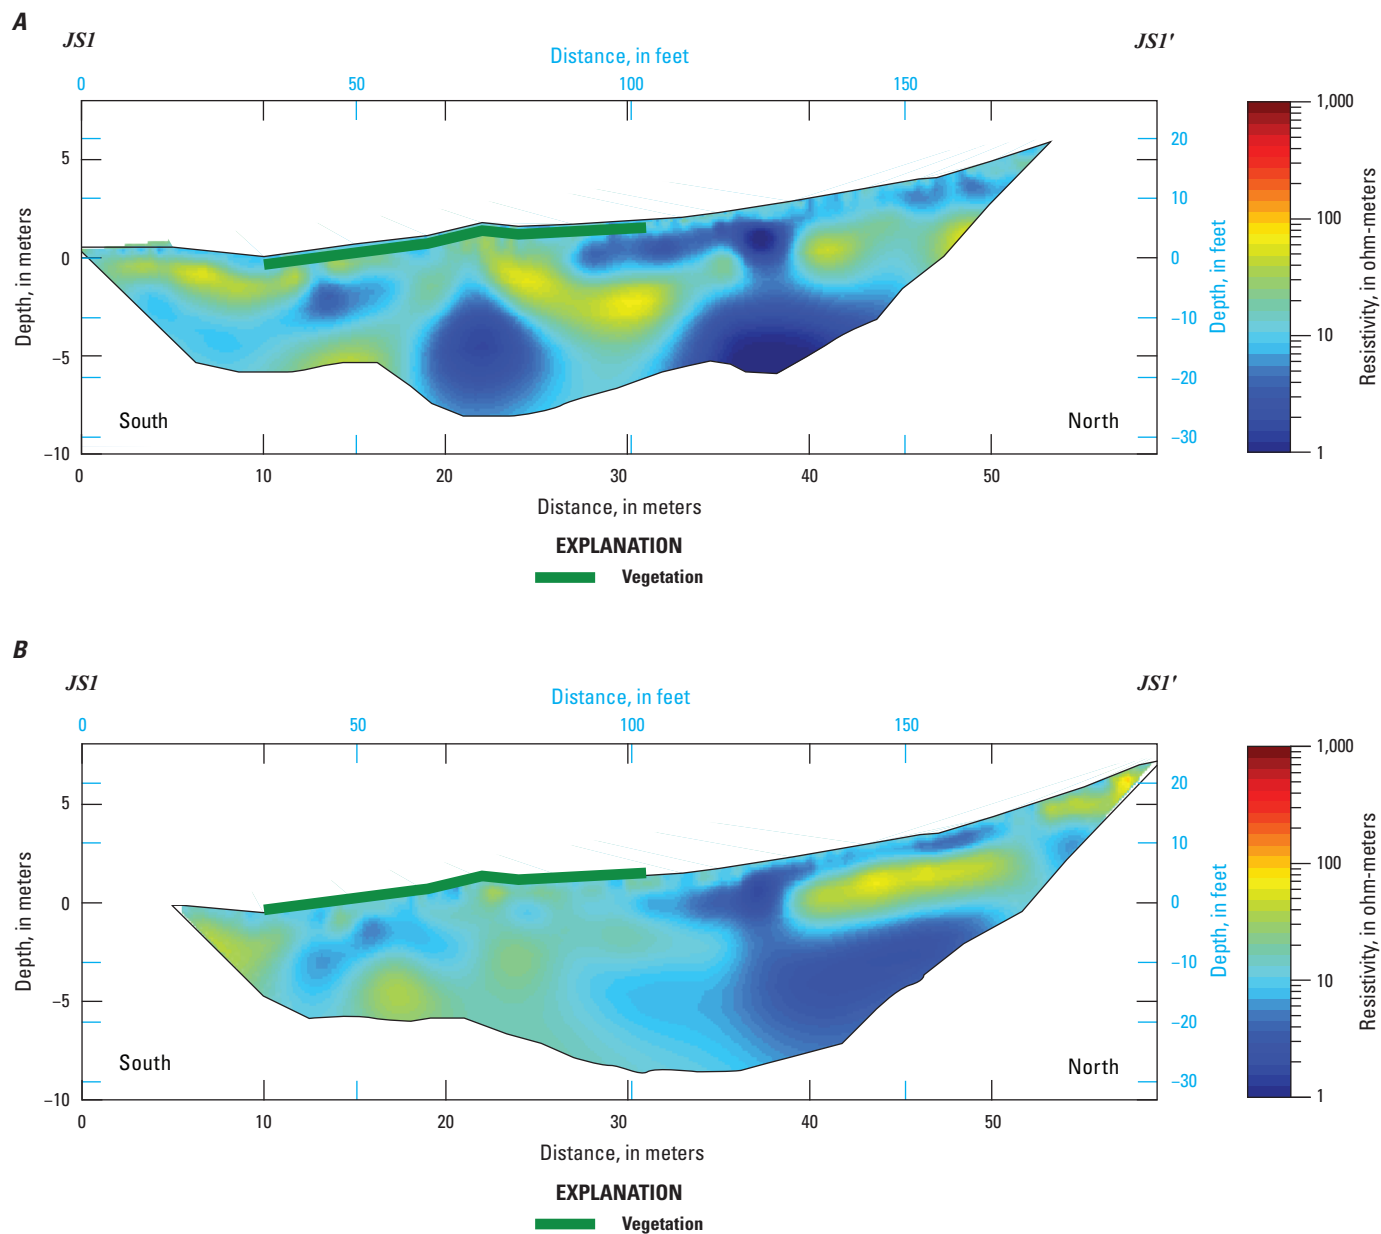 A
JS1 JS1′
Distance, in feet
0 50 100 150
1,000
100
10
1
Resistivity, in ohm-meters
5
0
−5
−10
Depth, in meters
20
10
0
−10
−20
−30
Depth, in feet
South North
0 10 20 30 40 50
Distance, in meters
EXPLANATION
Vegetation
B
JS1 JS1′
Distance, in feet
0 50 100 150
1,000
100
10
1
Resistivity, in ohm-meters
5
0
−5
−10
Depth, in meters
20
10
0
−10
−20
−30
Depth, in feet
South North
0 10 20 30 40 50
Distance, in meters
EXPLANATION
Vegetation